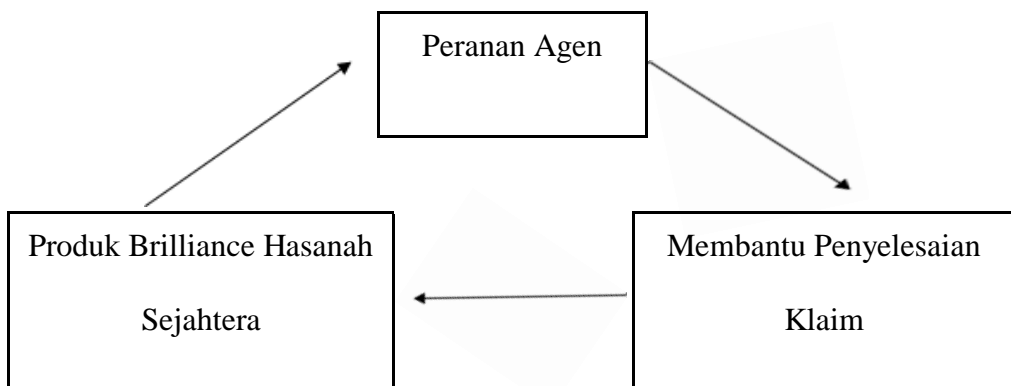 Peranan Agen
Produk Brilliance Hasanah
Sejahtera
Membantu Penyelesaian
Klaim